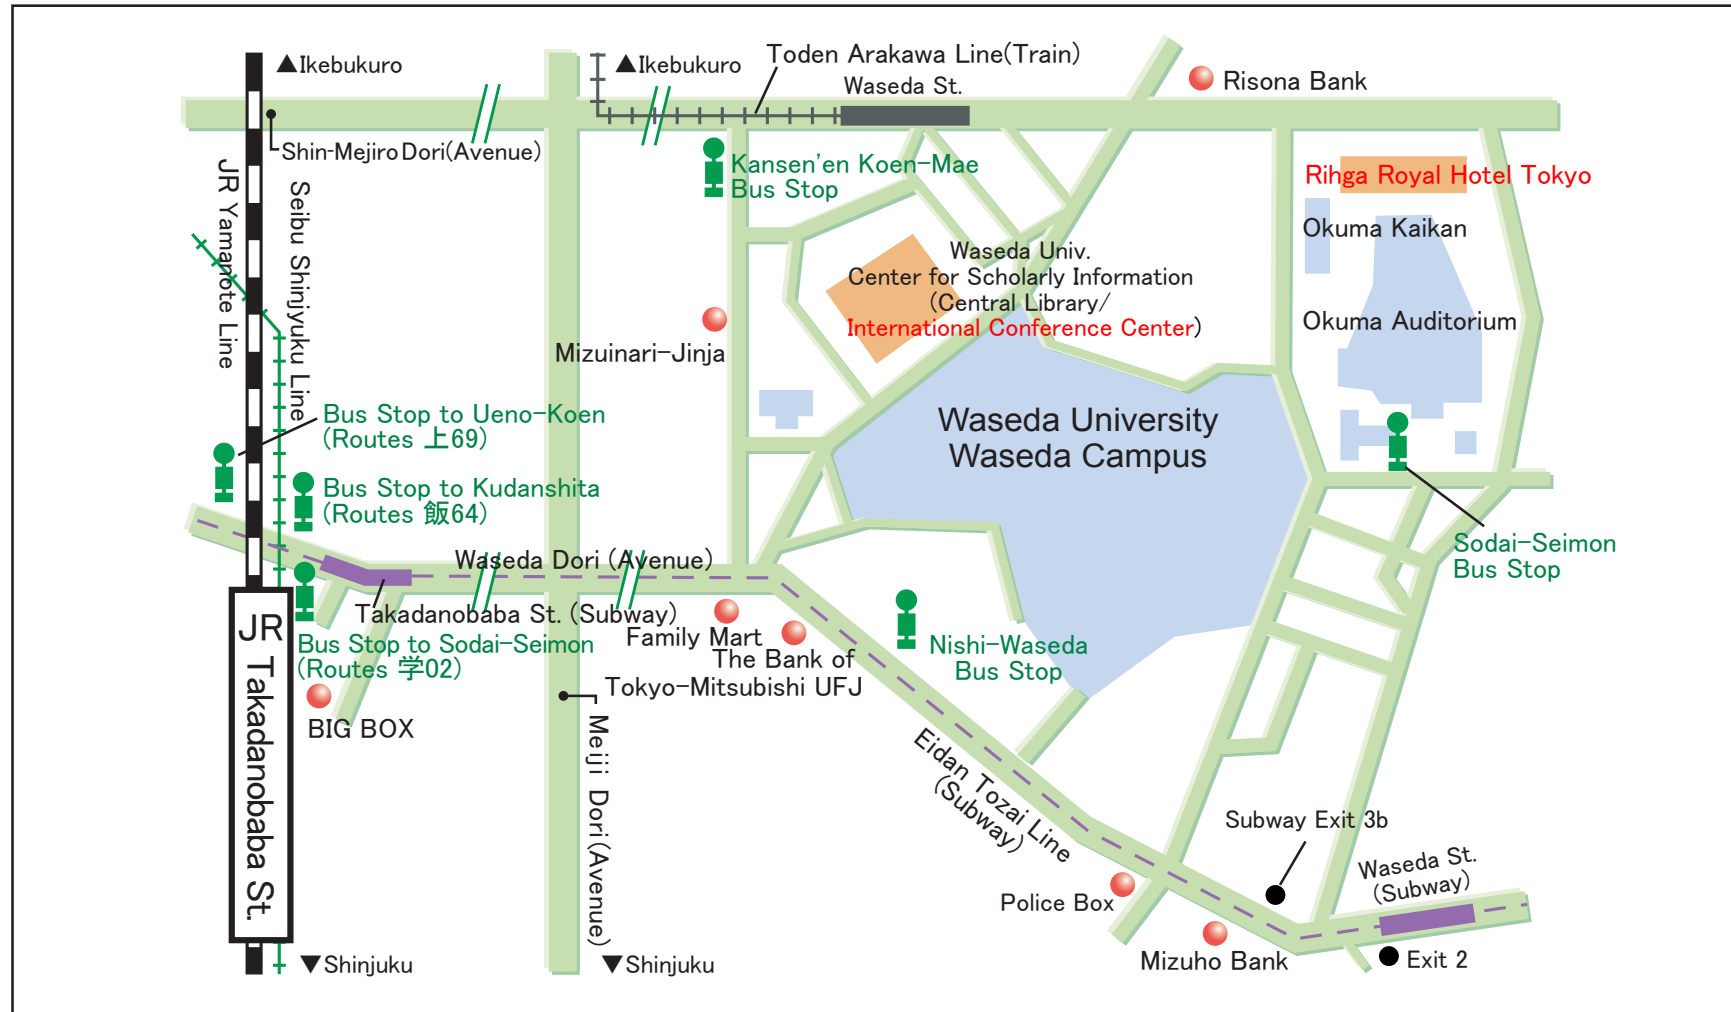 ▲Ikebukuro
▲Ikebukuro
Toden Arakawa Line(Train)
Waseda St.
Risona Bank
Shin-Mejiro Dori(Avenue)
JR Yamanote Line
Seibu Shinjyuku Line
Kansen'en Koen-Mae
Bus Stop
Rihga Royal Hotel Tokyo
Okuma Kaikan
Waseda Univ.
Center for Scholarly Information
(Central Library/
International Conference Center)
Okuma Auditorium
Mizuinari-Jinja
Bus Stop to Ueno-Koen
(Routes 上69)
Waseda University
Waseda Campus
Bus Stop to Kudanshita
(Routes 飯64)
Sodai-Seimon
Bus Stop
Waseda Dori (Avenue)
Takadanobaba St. (Subway)
JR Takadanobaba St.
Bus Stop to Sodai-Seimon
(Routes 学02)
Family Mart
The Bank of
Tokyo-Mitsubishi UFJ
Nishi-Waseda
Bus Stop
BIG BOX
Meiji Dori(Avenue)
Eidan Tozai Line
(Subway)
Subway Exit 3b
Waseda St.
(Subway)
Police Box
Mizuho Bank
Exit 2
▼Shinjuku
▼Shinjuku